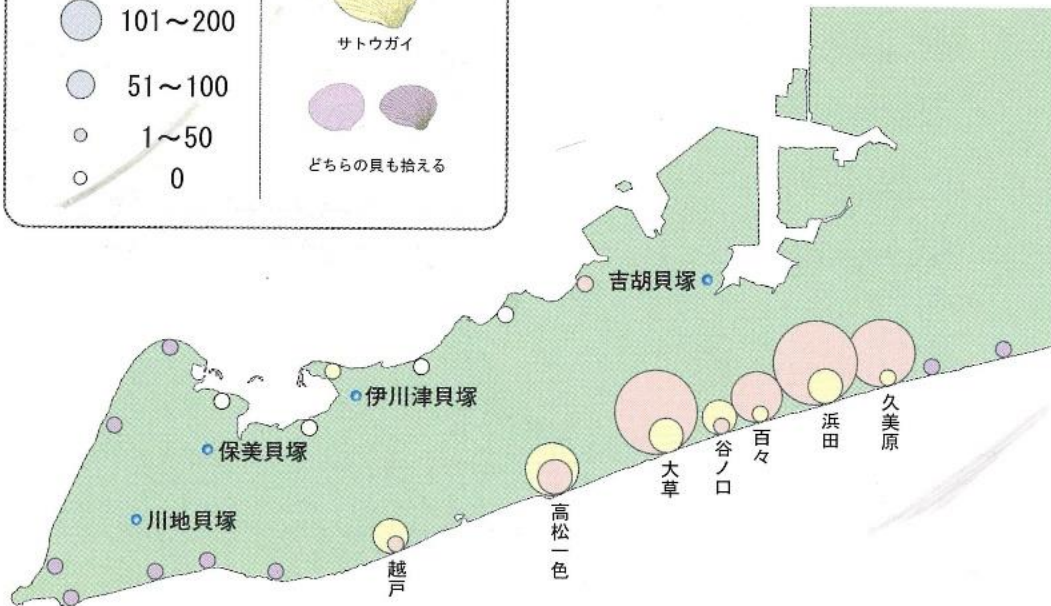 101～200
51～100
1～50
0
サトウガイ
どちらの貝も拾える
吉胡貝塚
伊川津貝塚
保美貝塚
川地貝塚
久美原
浜田
百々
谷ノ口
大草
高松一色
越戸